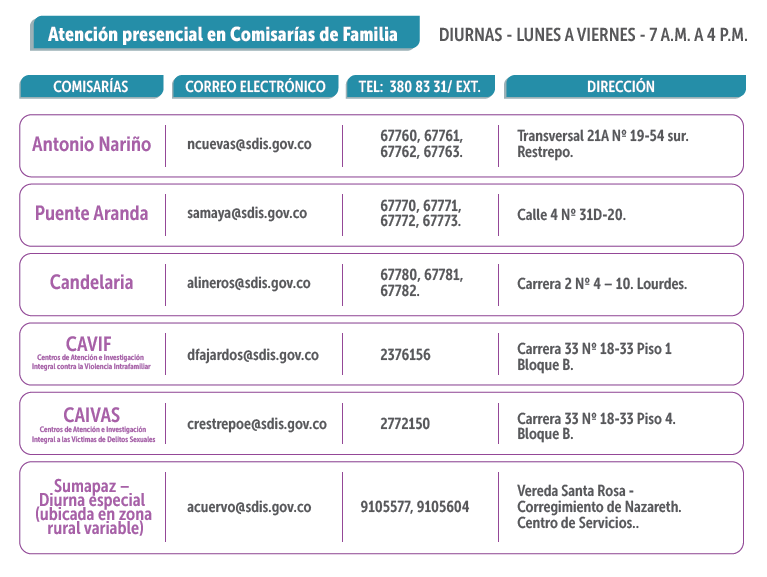 Atención presencial en Comisarías de Familia
DIURNAS - LUNES A VIERNES - 7 A.M. A 4 P.M.
COMISARÍAS
CORREO ELECTRÓNICO
TEL:  380 83 31/ EXT.
DIRECCIÓN
Antonio Nariño
ncuevas@sdis.gov.co
67760, 67761,
67762, 67763.
Transversal 21A Nº 19-54 sur.
Restrepo.
Puente Aranda
samaya@sdis.gov.co
67770, 67771,
67772, 67773.
Calle 4 Nº 31D-20.
Candelaria
alineros@sdis.gov.co
67780, 67781,
67782.
Carrera 2 Nº 4 – 10. Lourdes.
CAVIF
Centros de Atención e Investigación
Integral contra la Violencia Intrafamiliar
dfajardos@sdis.gov.co
2376156
Carrera 33 Nº 18-33 Piso 1
Bloque B.
CAIVAS
Centros de Atención e Investigación
Integral a las Víctimas de Delitos Sexuales
crestrepoe@sdis.gov.co
2772150
Carrera 33 Nº 18-33 Piso 4.
Bloque B.
Sumapaz –
Diurna especial
(ubicada en zona
rural variable)
acuervo@sdis.gov.co
9105577, 9105604
Vereda Santa Rosa -
Corregimiento de Nazareth.
Centro de Servicios..